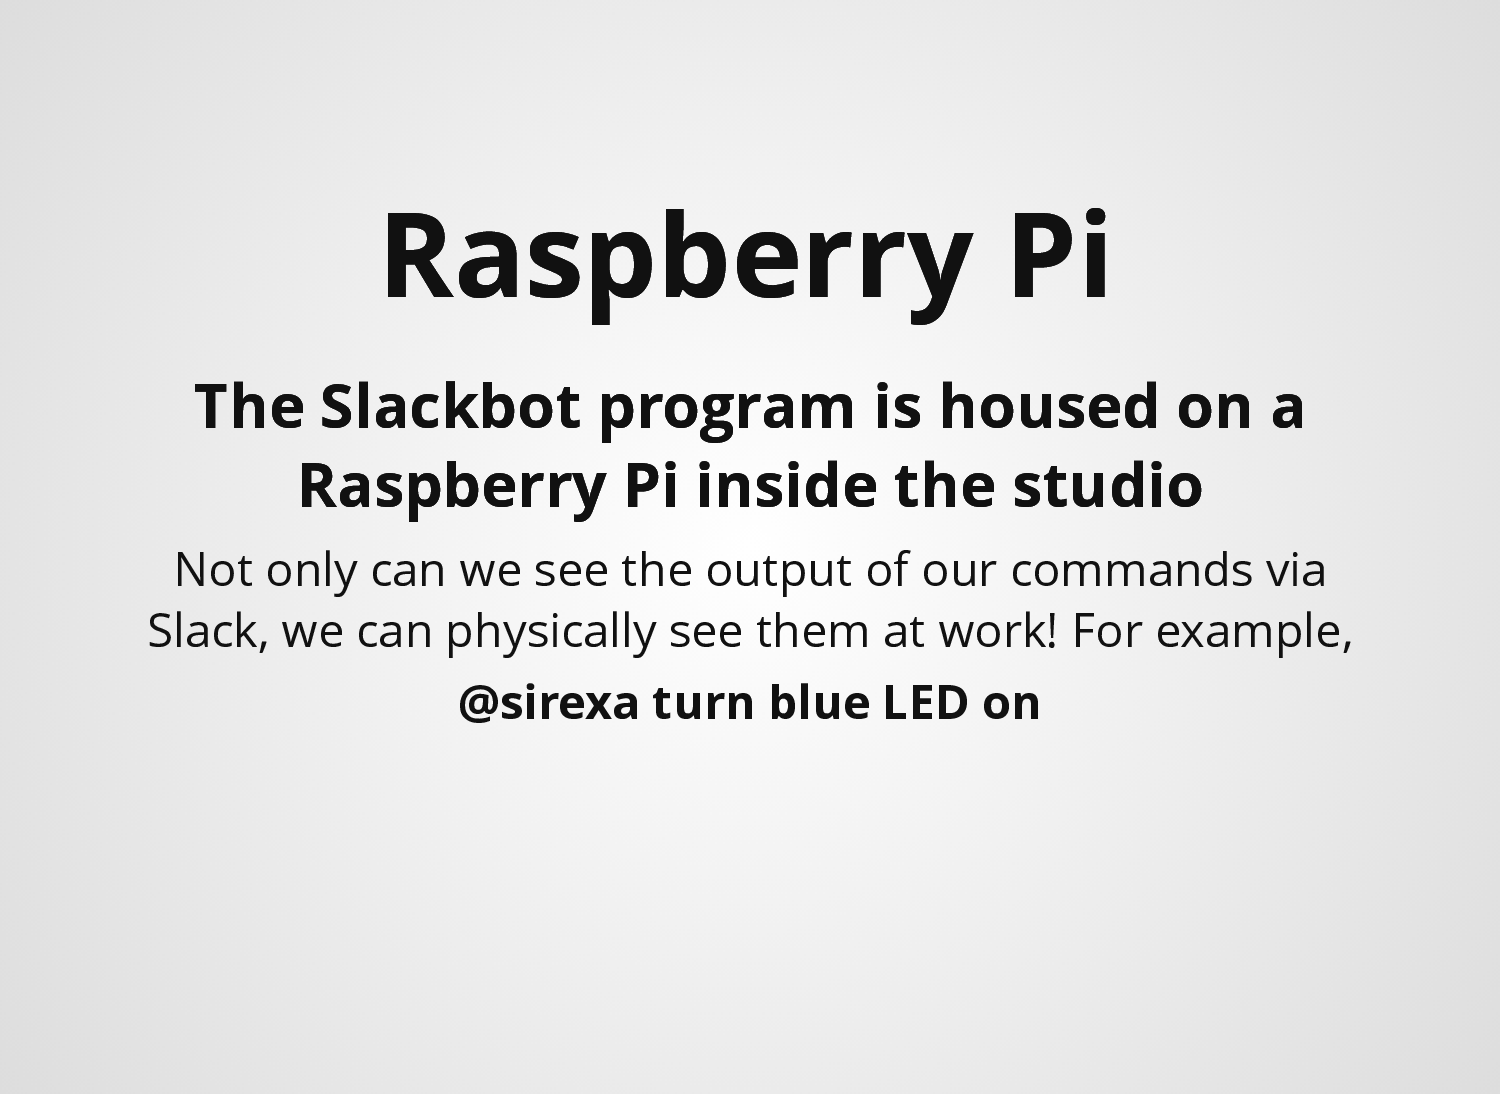 Raspberry Pi
The Slackbot program is housed on a
Raspberry Pi inside the studio
Not only can we see the output of our commands via
Slack, we can physically see them at work! For example,
@sirexa turn blue LED on